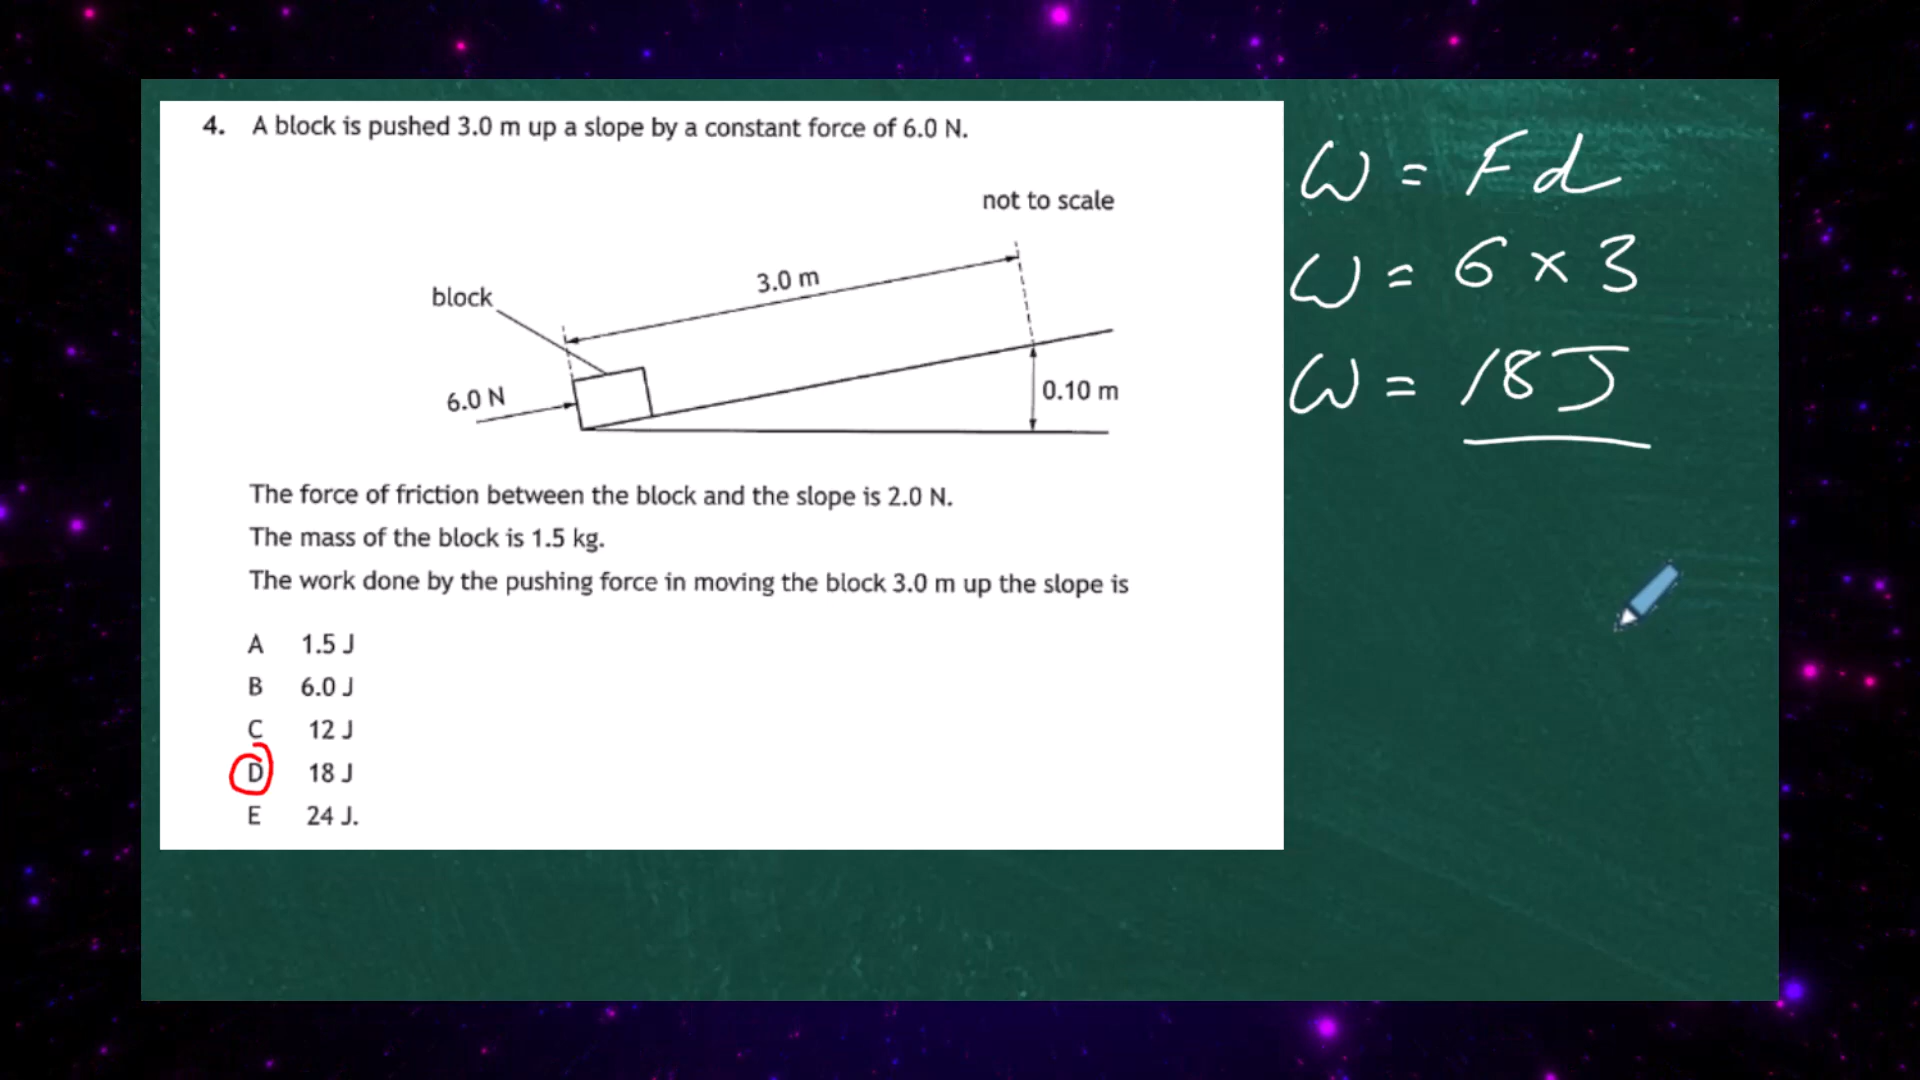 4. A block is pushed 3.0 m up a slope by a constant force of 6.0 N.
not to scale
3.0 m
block
6.0 N
0.10 m
The force of friction between the block and the slope is 2.0 N.
The mass of the block is 1.5 kg.
The work done by the pushing force in moving the block 3.0 m up the slope is
A 1.5 J
B 6.0 J
C 12 J
D 18 J
E 24 J.
W = Fd
W = 6 × 3
W = 18 J